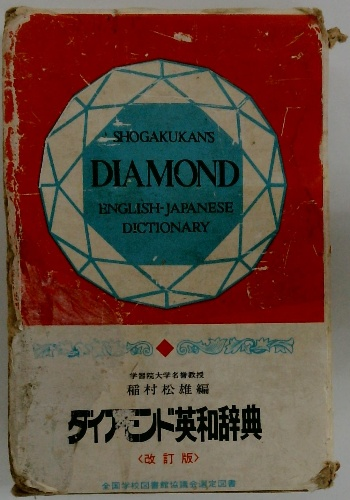 SHOGAKUKAN'S
DIAMOND
ENGLISH-JAPANESE
DICTIONARY
学習院大学名誉教授
稲村松雄編
ダイヤモンド英和辞典
〈改訂版〉
全国学校図書館協議会選定図書